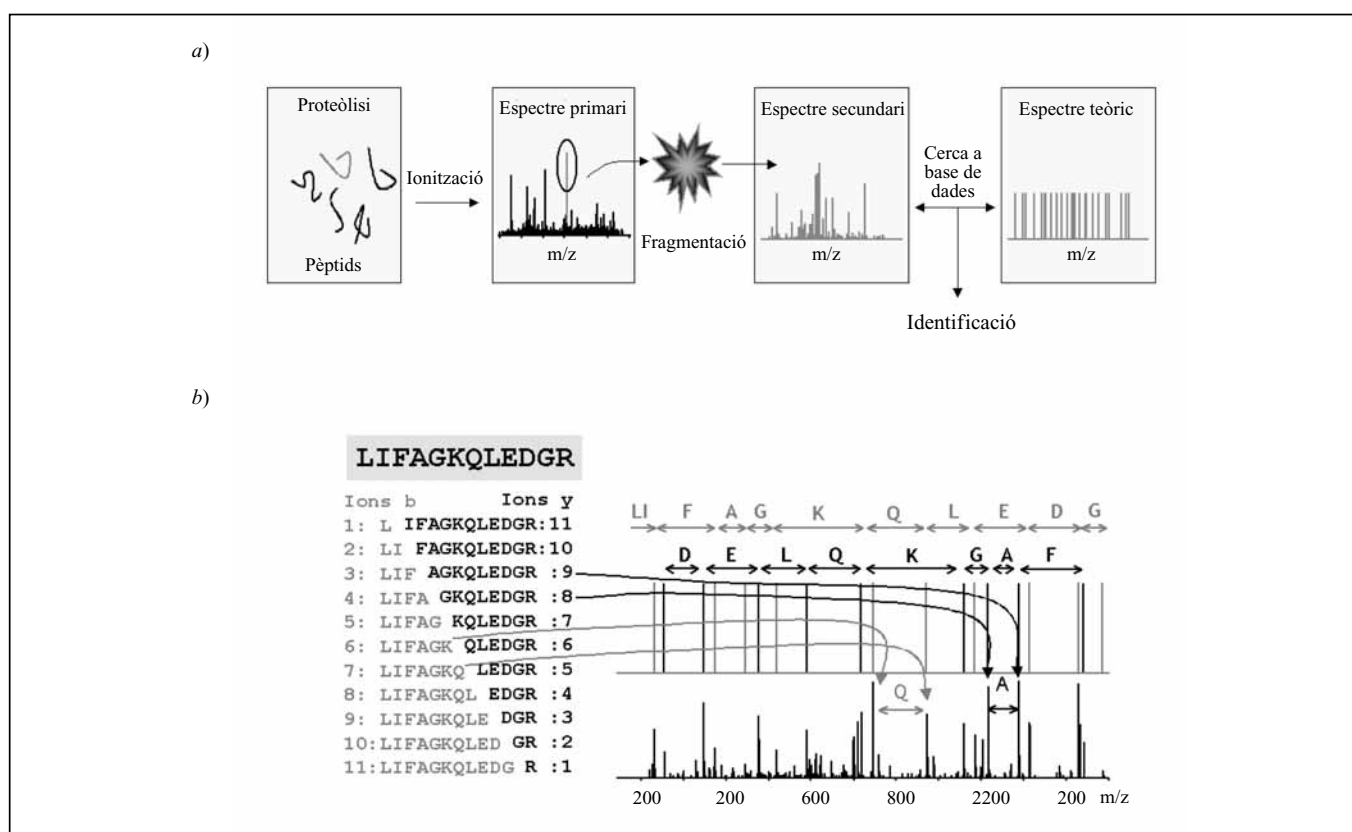 a)
Proteòlisi
Pèptids
Ionització
Espectre primari
m/z
Fragmentació
Espectre secundari
m/z
Cerca a
base de
dades
Identificació
Espectre teòric
m/z
b)
LIFAGKQLEDGR
Ions b Ions y
1: L IFAGKQLEDGR:11
2: LI FAGKQLEDGR:10
3: LIF AGKQLEDGR :9
4: LIFA GKQLEDGR :8
5: LIFAG KQLEDGR :7
6: LIFAGK QLEDGR :6
7: LIFAGKQ LEDGR :5
8: LIFAGKQL EDGR :4
9: LIFAGKQLE DGR :3
10:LIFAGKQLED GR :2
11:LIFAGKQLEDG R :1
LI F A G K Q L E D G
D E L Q K G A F
Q A
200 200 600 800 2200 200 m/z